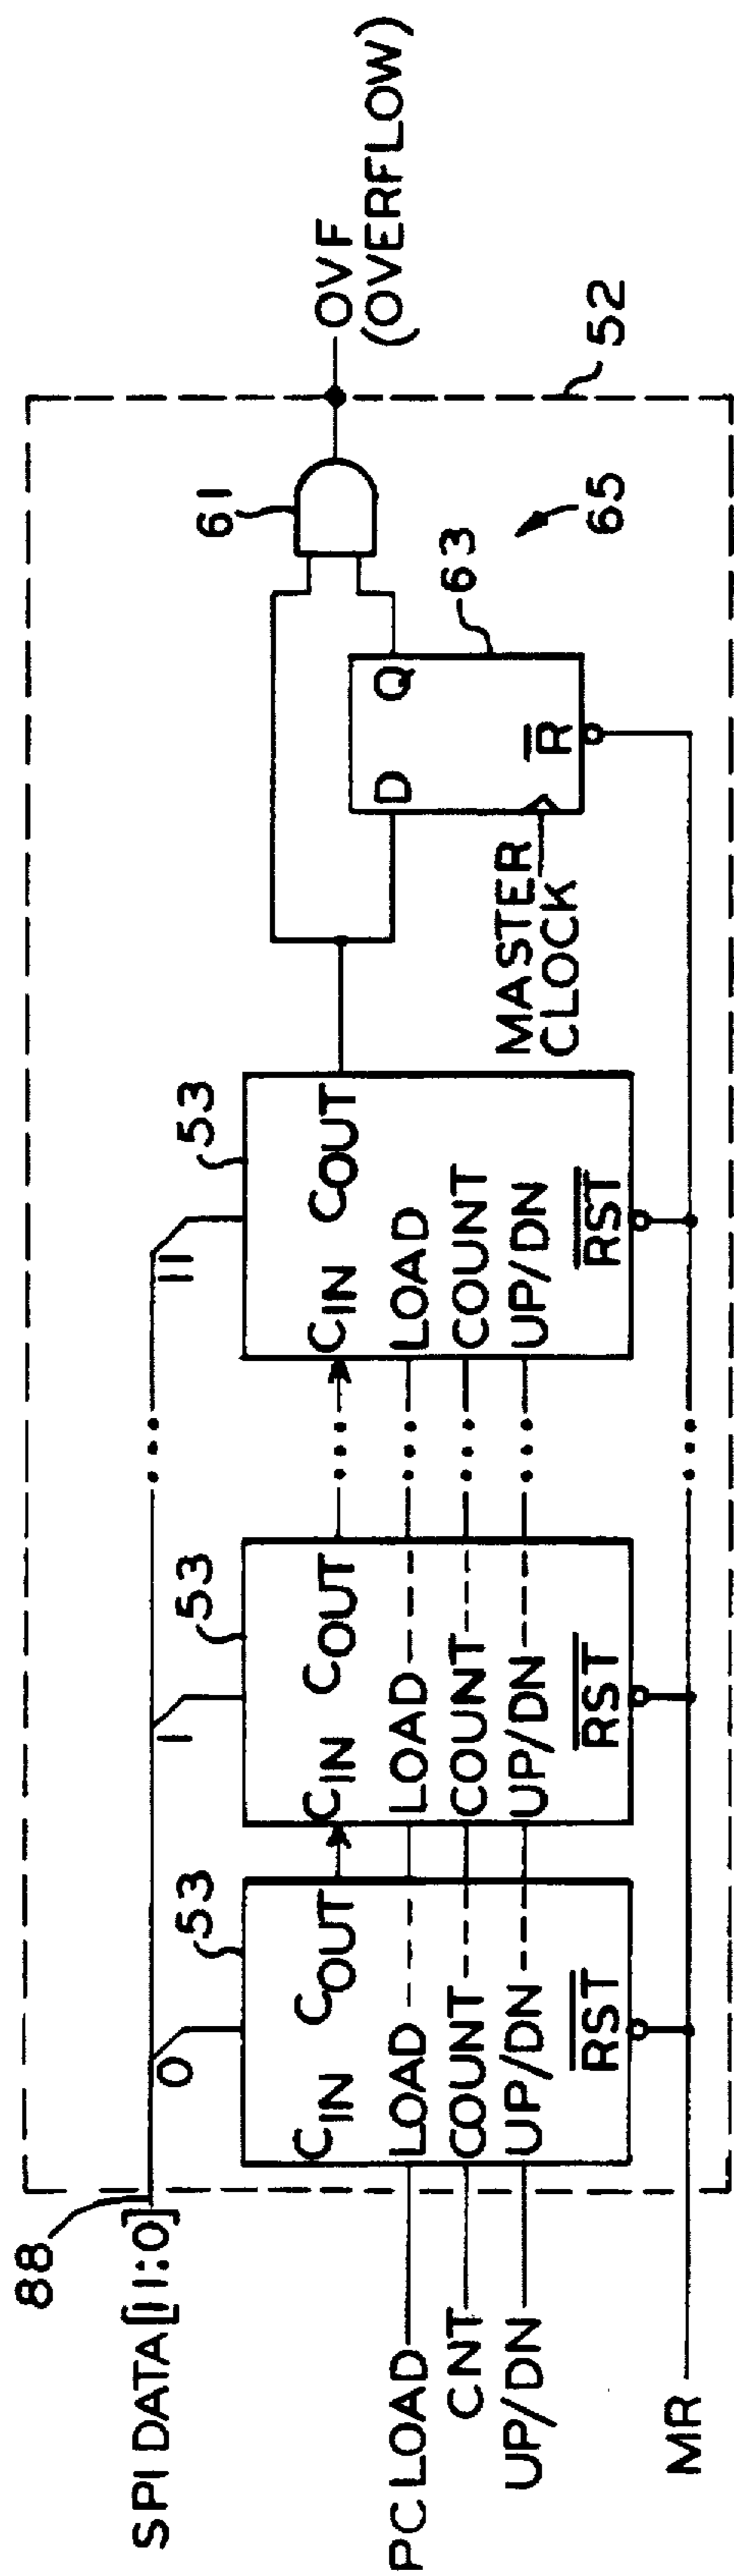 88
SPI DATA[11:0]
PC LOAD
CNT
UP/DN
MR
0
53
CIN COUT
LOAD
COUNT
UP/DN
RST
1
53
CIN COUT
LOAD
COUNT
UP/DN
RST
11
53
CIN COUT
LOAD
COUNT
UP/DN
RST
MASTER
CLOCK
D Q
R
63
65
61
52
OVF
(OVERFLOW)